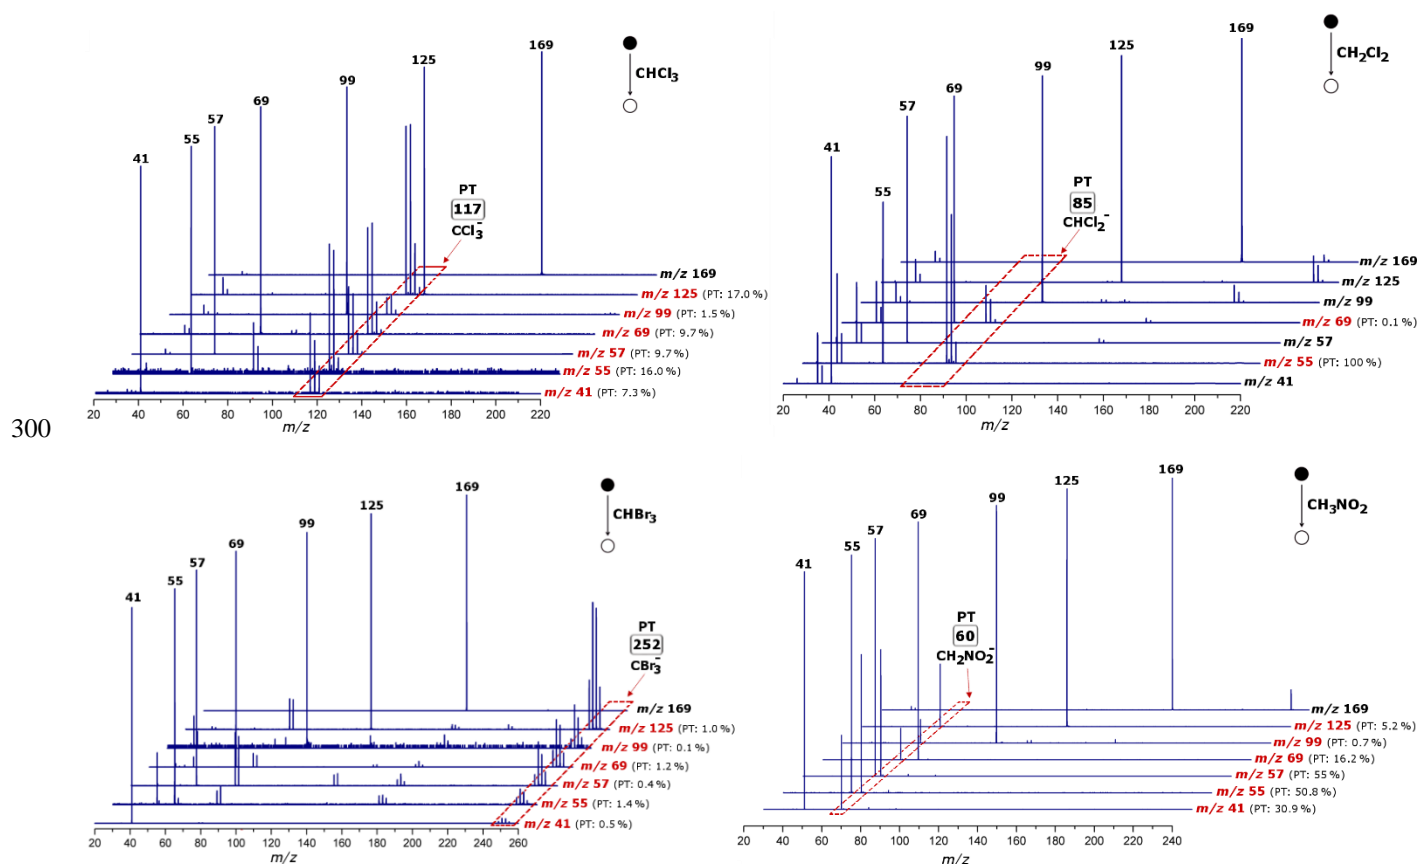 169
125
CHCl3
99
69
57
55
41
PT
117
CCl3-
m/z 169
m/z 125 (PT: 17.0 %)
m/z 99 (PT: 1.5 %)
m/z 69 (PT: 9.7 %)
m/z 57 (PT: 9.7 %)
m/z 55 (PT: 16.0 %)
m/z 41 (PT: 7.3 %)
20 40 60 80 100 120 140 160 180 200 220
m/z
169
125
CH2Cl2
99
69
57
41
55
PT
85
CHCl2-
m/z 169
m/z 125
m/z 99
m/z 69 (PT: 0.1 %)
m/z 57
m/z 55 (PT: 100 %)
m/z 41
20 40 60 80 100 120 140 160 180 200 220
m/z
300
169
125
CHBr3
99
69
57
55
41
PT
252
CBr3-
m/z 169
m/z 125 (PT: 1.0 %)
m/z 99 (PT: 0.1 %)
m/z 69 (PT: 1.2 %)
m/z 57 (PT: 0.4 %)
m/z 55 (PT: 1.4 %)
m/z 41 (PT: 0.5 %)
20 40 60 80 100 120 140 160 180 200 220 240 260
m/z
169
125
CH3NO2
99
69
57
55
41
PT
60
CH2NO2-
m/z 169
m/z 125 (PT: 5.2 %)
m/z 99 (PT: 0.7 %)
m/z 69 (PT: 16.2 %)
m/z 57 (PT: 55 %)
m/z 55 (PT: 50.8 %)
m/z 41 (PT: 30.9 %)
20 40 60 80 100 120 140 160 180 200 220 240
m/z